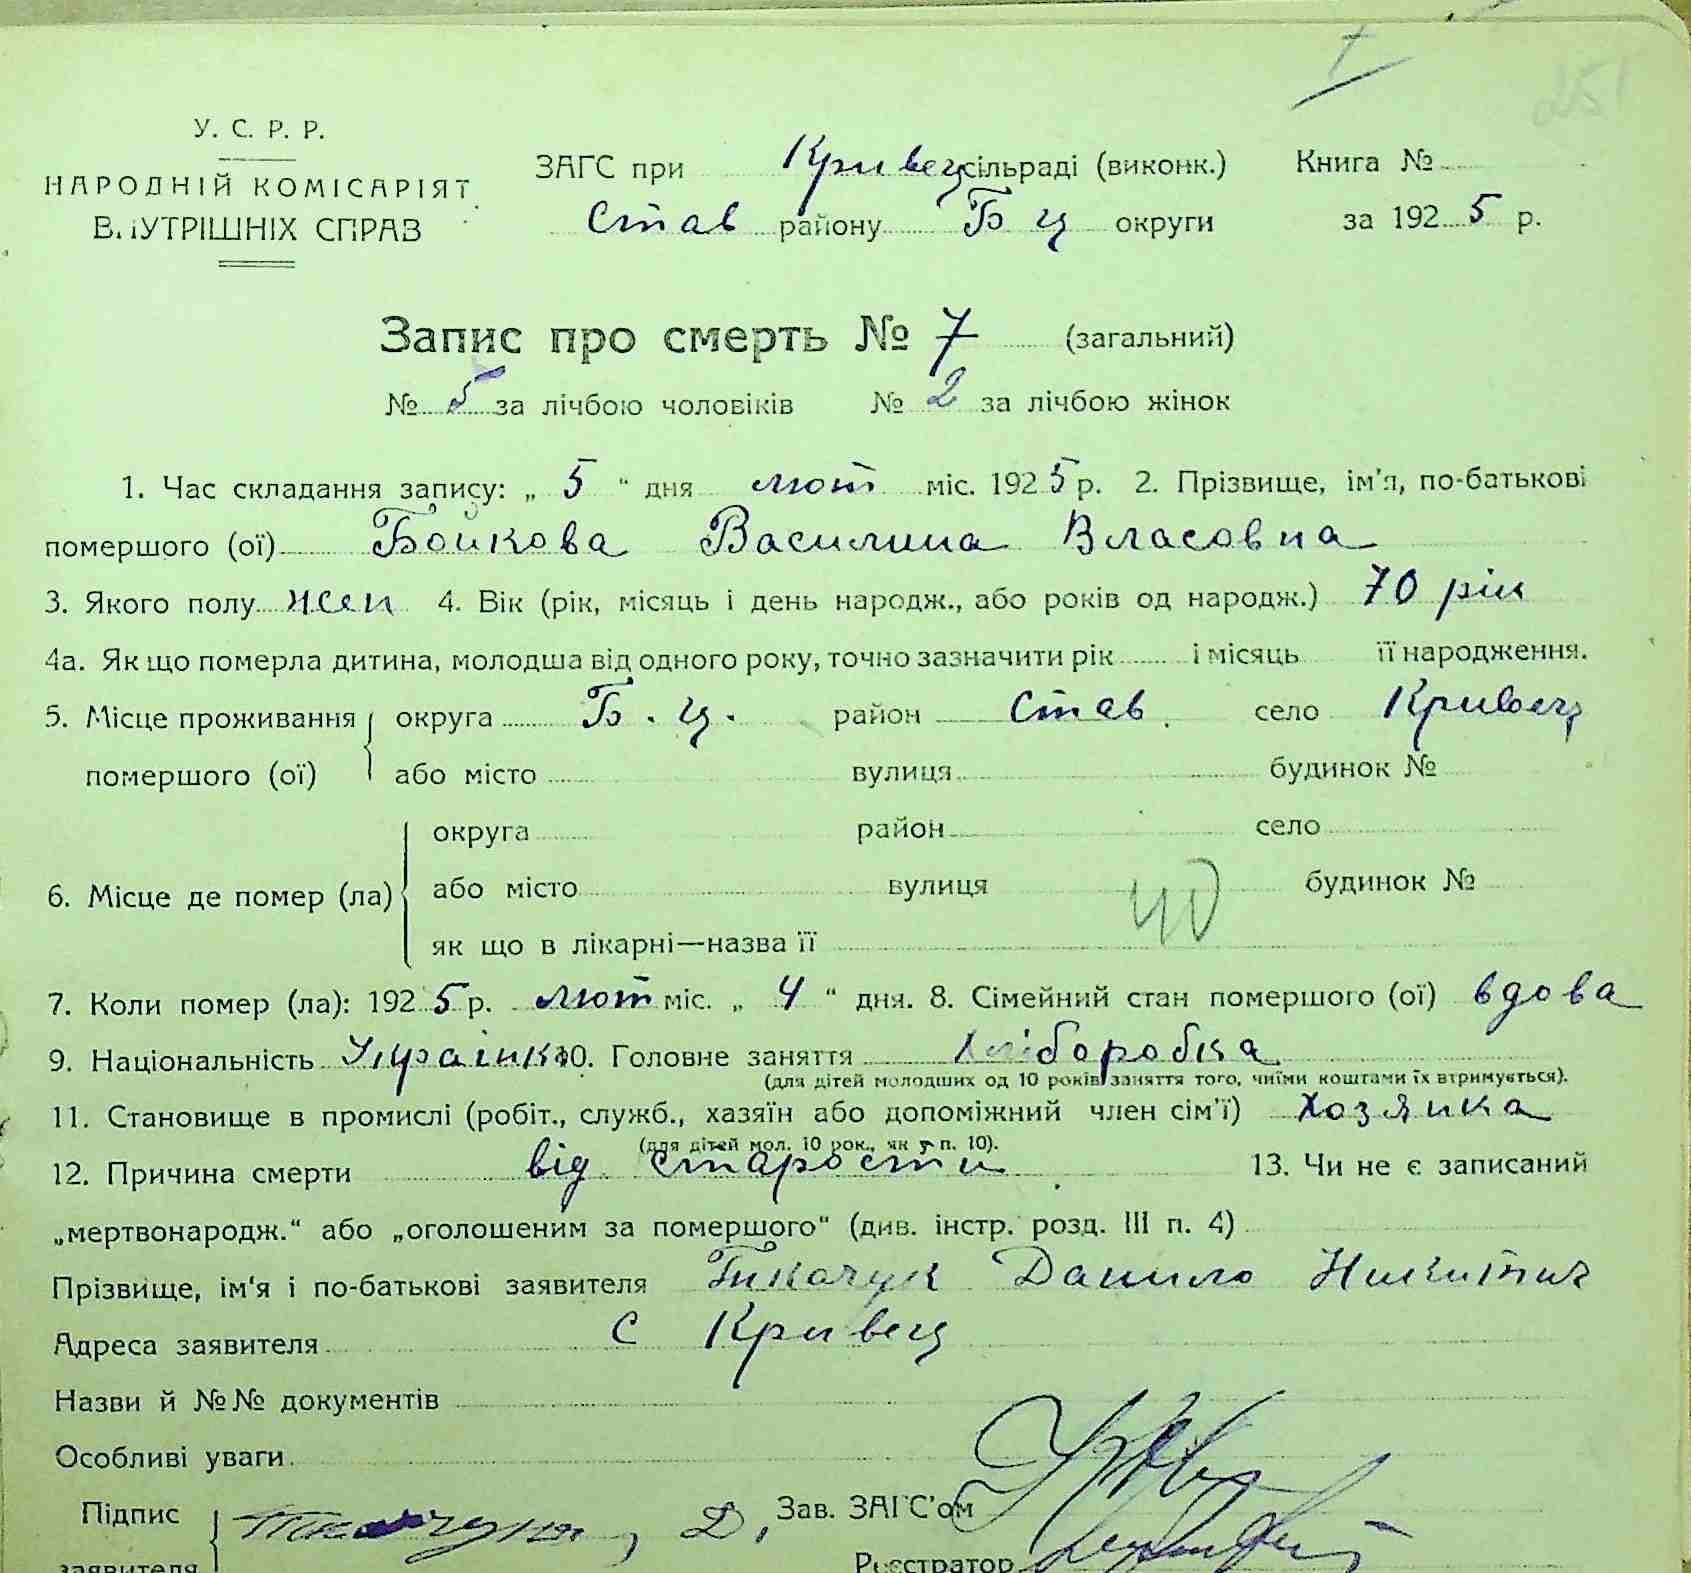 251
У. С. Р. Р.
НАРОДНІЙ КОМІСАРІЯТ
ВНУТРІШНІХ СПРАВ
ЗАГС при Кривец сільраді (виконк.) Книга №
Став району Б Ц округи за 1925 р.
Запис про смерть № 7 (загальний)
№ 5 за лічбою чоловіків № 2 за лічбою жінок
1. Час складання запису: „ 5 “ дня лют міс. 1925 р. 2. Прізвище, ім'я, по-батькові
помершого (ої) Бойкова Василина Власовна
3. Якого полу жен 4. Вік (рік, місяць і день народж., або років од народж.) 70 рік
4а. Як що померла дитина, молодша від одного року, точно зазначити рік і місяць її народження.
5. Місце проживання помершого (ої) округа Б. Ц. район Став. село Кривец
або місто вулиця будинок №
6. Місце де помер (ла) округа район село
або місто вулиця будинок №
як що в лікарні—назва її
7. Коли помер (ла): 1925 р. лют міс. „ 4 “ дня. 8. Сімейний стан помершого (ої) вдова
9. Національність Украінка 10. Головне заняття хліборобка
(для дітей молодших од 10 років заняття того, чиїми коштами їх втримується).
11. Становище в промислі (робіт., служб., хазяїн або допоміжний член сім'ї) хозяйка
(для дітей мол. 10 рок., як у п. 10).
12. Причина смерти від старости 13. Чи не є записаний
„мертвонародж.“ або „оголошеним за помершого“ (див. інстр. розд. III п. 4)
Прізвище, ім'я і по-батькові заявителя Ткачук Данило Никитич
Адреса заявителя С Кривец
Назви й №№ документів
Особливі уваги
Підпис заявителя Ткачук Д. Зав. ЗАГС'ом
Реєстратор